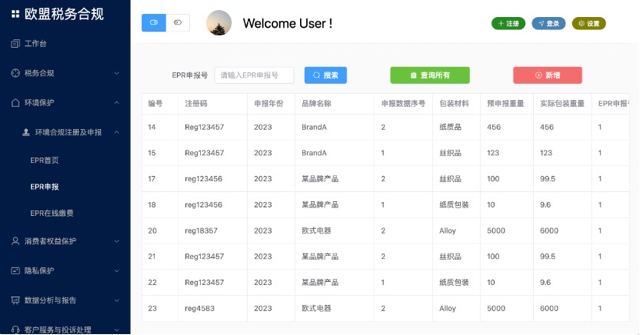 欧盟税务合规
Welcome User !
注册
登录
设置
工作台
税务合规
环境保护
环境合规注册及申报
EPR首页
EPR申报
EPR在线缴费
消费者权益保护
隐私保护
数据分析与报告
客户服务与投诉处理
EPR申报号 请输入EPR申报号 搜索 查询所有 新增
编号 注册码 申报年份 品牌名称 申报数据序号 包装材料 预申报重量 实际包装重量 EPR申报
14 Reg123457 2023 BrandA 2 纸质品 456 456 1
15 Reg123457 2023 BrandA 1 丝织品 123 123 1
17 reg123456 2023 某品牌产品 2 丝织品 100 99.5 1
18 reg123456 2023 某品牌产品 1 纸质包装 10 9.6 1
20 reg18357 2023 欧式电器 2 Alloy 5000 6000 1
21 Reg123457 2023 某品牌产品 2 丝织品 100 99.5 1
22 Reg123457 2023 某品牌产品 1 纸质包装 10 9.6 1
23 reg4583 2023 欧式电器 2 Alloy 5000 6000 1